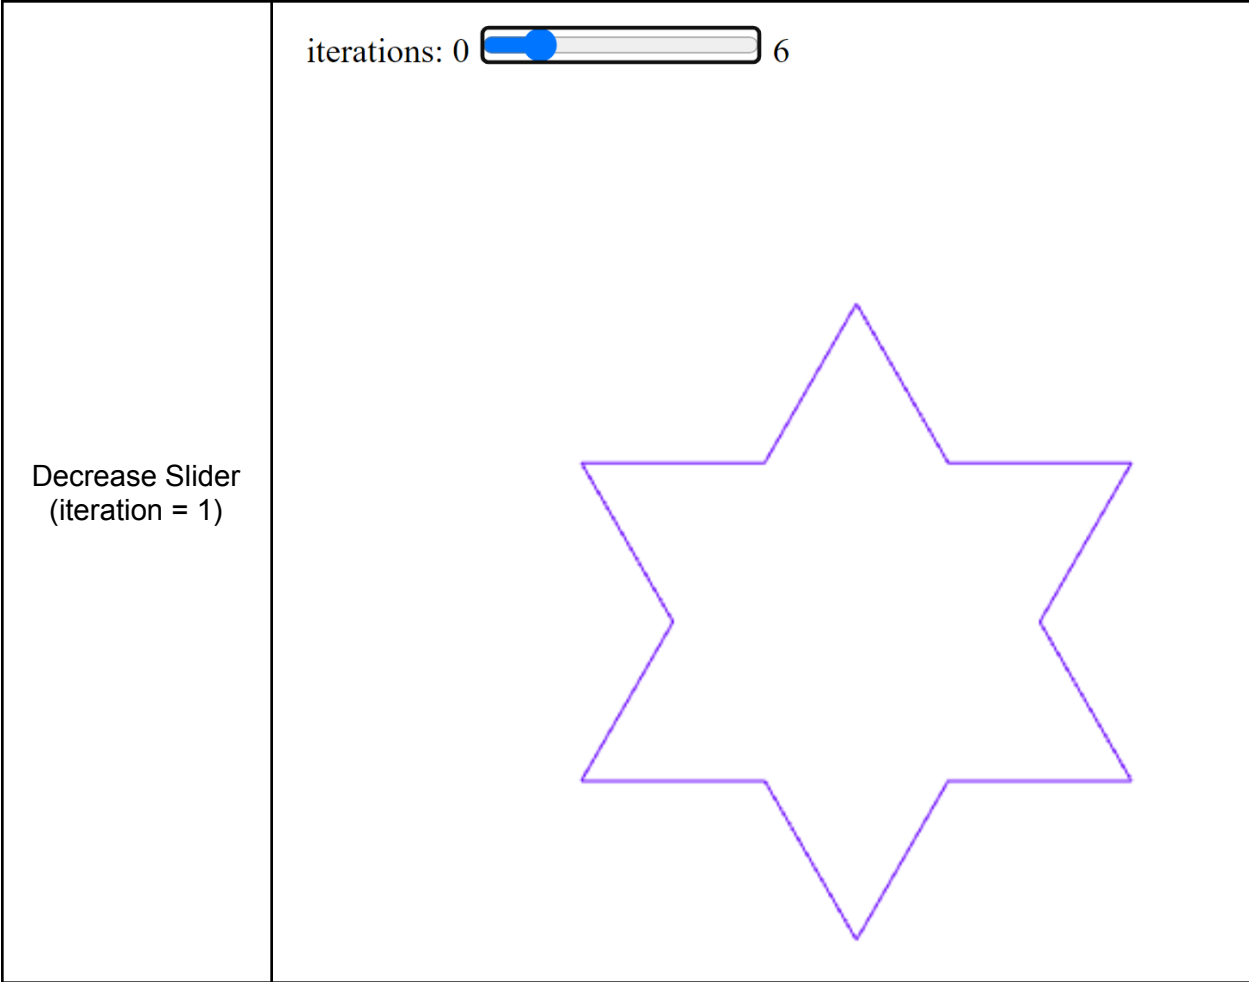 iterations: 0 6
Decrease Slider
(iteration = 1)